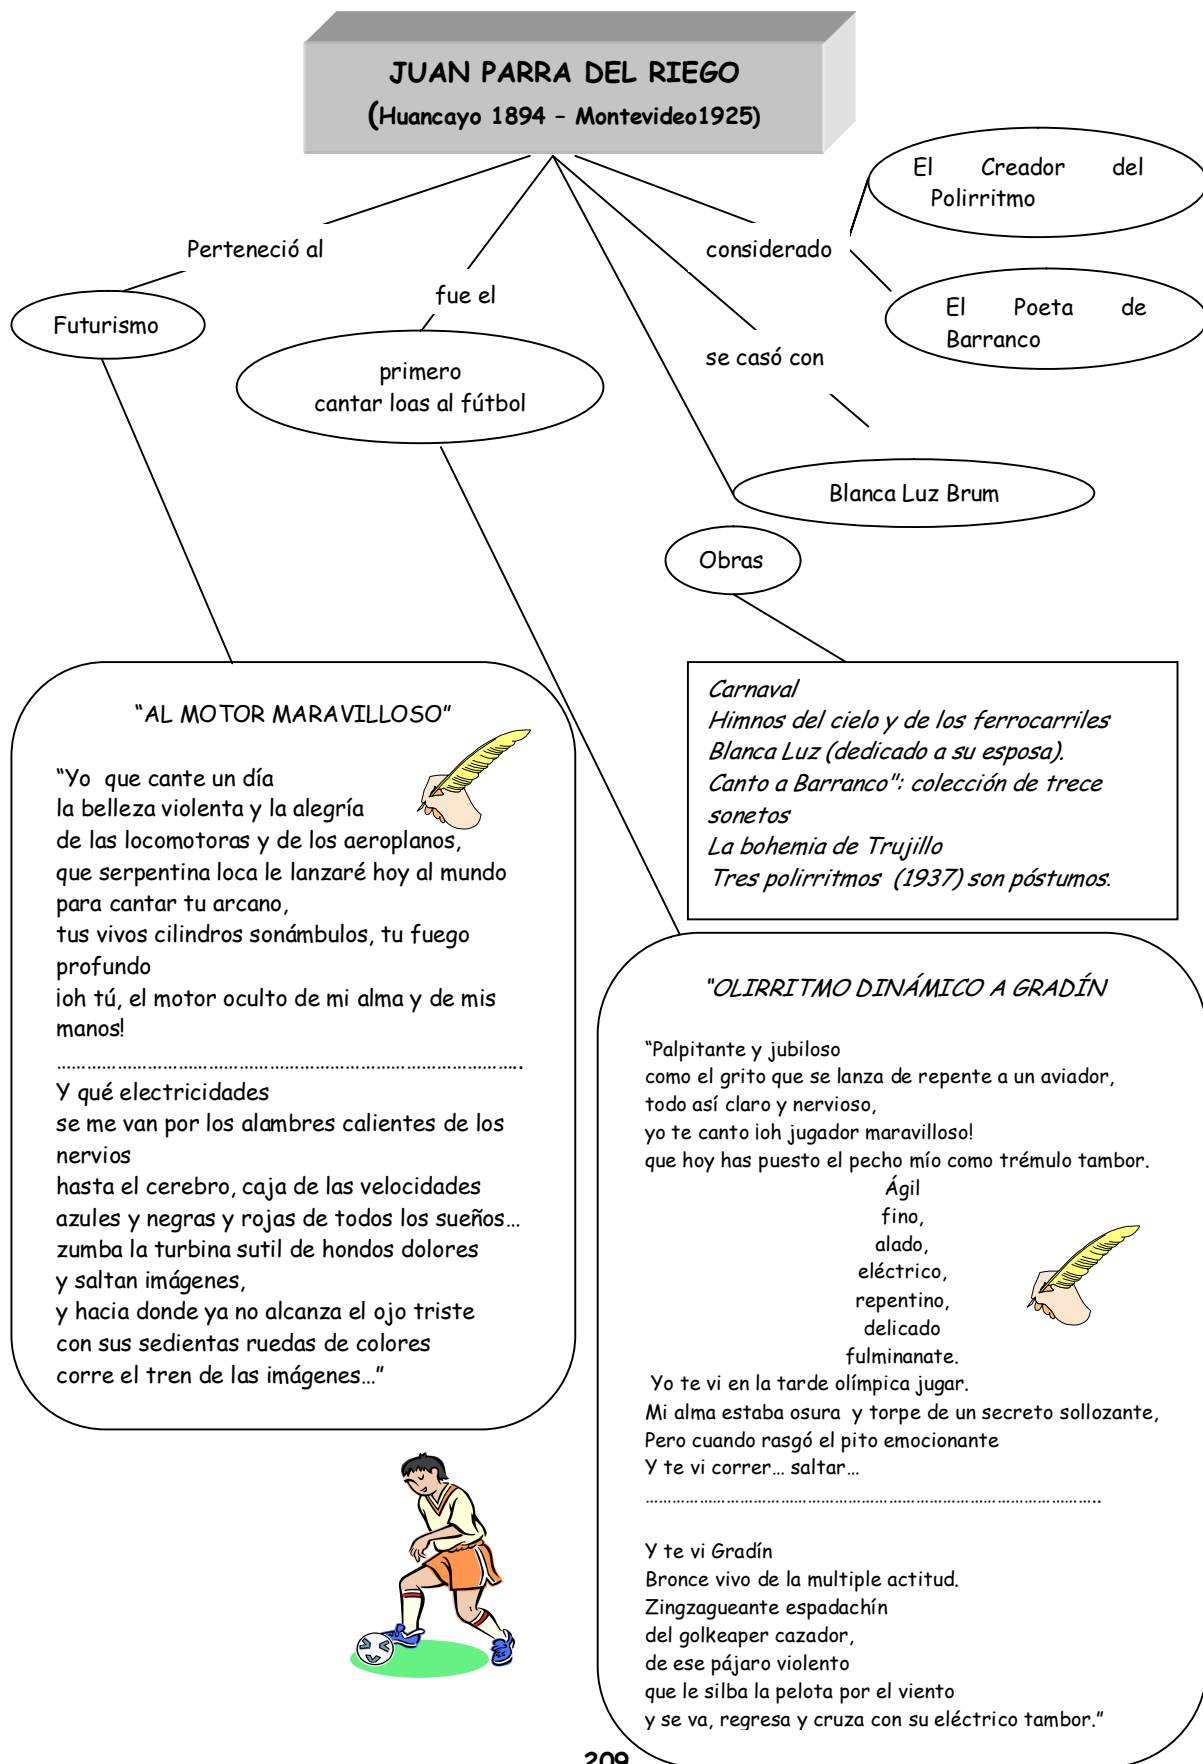 JUAN PARRA DEL RIEGO
(Huancayo 1894 – Montevideo1925)
El Creador del
Polirritmo
Perteneció al
considerado
fue el
El Poeta de
Barranco
Futurismo
se casó con
primero
cantar loas al fútbol
Blanca Luz Brum
Obras
Carnaval
Himnos del cielo y de los ferrocarriles
Blanca Luz (dedicado a su esposa).
Canto a Barranco": colección de trece
sonetos
La bohemia de Trujillo
Tres polirritmos (1937) son póstumos.
"AL MOTOR MARAVILLOSO"
"Yo que cante un día
la belleza violenta y la alegría
de las locomotoras y de los aeroplanos,
que serpentina loca le lanzaré hoy al mundo
para cantar tu arcano,
tus vivos cilindros sonámbulos, tu fuego
profundo
¡oh tú, el motor oculto de mi alma y de mis
manos!
………………………………………………………………………………..
Y qué electricidades
se me van por los alambres calientes de los
nervios
hasta el cerebro, caja de las velocidades
azules y negras y rojas de todos los sueños…
zumba la turbina sutil de hondos dolores
y saltan imágenes,
y hacia donde ya no alcanza el ojo triste
con sus sedientas ruedas de colores
corre el tren de las imágenes…"
"OLIRRITMO DINÁMICO A GRADÍN
"Palpitante y jubiloso
como el grito que se lanza de repente a un aviador,
todo así claro y nervioso,
yo te canto ¡oh jugador maravilloso!
que hoy has puesto el pecho mío como trémulo tambor.
Ágil
fino,
alado,
eléctrico,
repentino,
delicado
fulminanate.
Yo te vi en la tarde olímpica jugar.
Mi alma estaba osura y torpe de un secreto sollozante,
Pero cuando rasgó el pito emocionante
Y te vi correr… saltar…
………………………………………………………………………………..
Y te vi Gradín
Bronce vivo de la multiple actitud.
Zingzagueante espadachín
del golkeaper cazador,
de ese pájaro violento
que le silba la pelota por el viento
y se va, regresa y cruza con su eléctrico tambor."
209